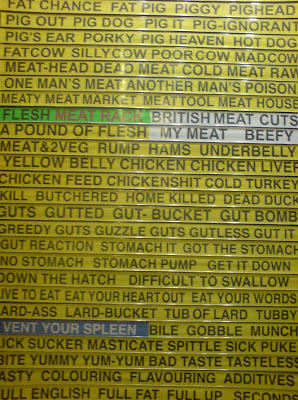 FAT CHANCE FAT PIG PIGGY PIGHEAD
PIG OUT PIG DOG PIG IT PIG-IGNORANT
PIG'S EAR PORKY PIG HEAVEN HOT DOG
FATCOW SILLY COW POOR COW MADCOW
MEAT-HEAD DEAD MEAT COLD MEAT RAW
ONE MAN'S MEAT ANOTHER MAN'S POISON
MEATY MEAT MARKET MEAT TOOL MEAT HOUSE
FLESH MEAT RACK BRITISH MEAT CUTS
A POUND OF FLESH MY MEAT BEEFY
MEAT&2VEG RUMP HAMS UNDERBELLY
YELLOW BELLY CHICKEN CHICKEN LIVER
CHICKEN FEED CHICKENSHIT COLD TURKEY
KILL BUTCHERED HOME KILLED DEAD DUCK
GUTS GUTTED GUT-BUCKET GUT BOMB
GREEDY GUTS GUZZLE GUTS GUTLESS GUT IT
GUT REACTION STOMACH IT GOT THE STOMACH
NO STOMACH STOMACH PUMP GET IT DOWN
DOWN THE HATCH DIFFICULT TO SWALLOW
LIVE TO EAT EAT YOUR HEART OUT EAT YOUR WORDS
LARD-ASS LARD-BUCKET TUB OF LARD TUBBY
VENT YOUR SPLEEN BILE GOBBLE MUNCH
LICK SUCKER MASTICATE SPITTLE SICK PUKE
BITE YUMMY YUM-YUM BAD TASTE TASTELESS
TASTY COLOURING FLAVOURING ADDITIVES
FULL ENGLISH FULL FAT FULL UP SECONDS